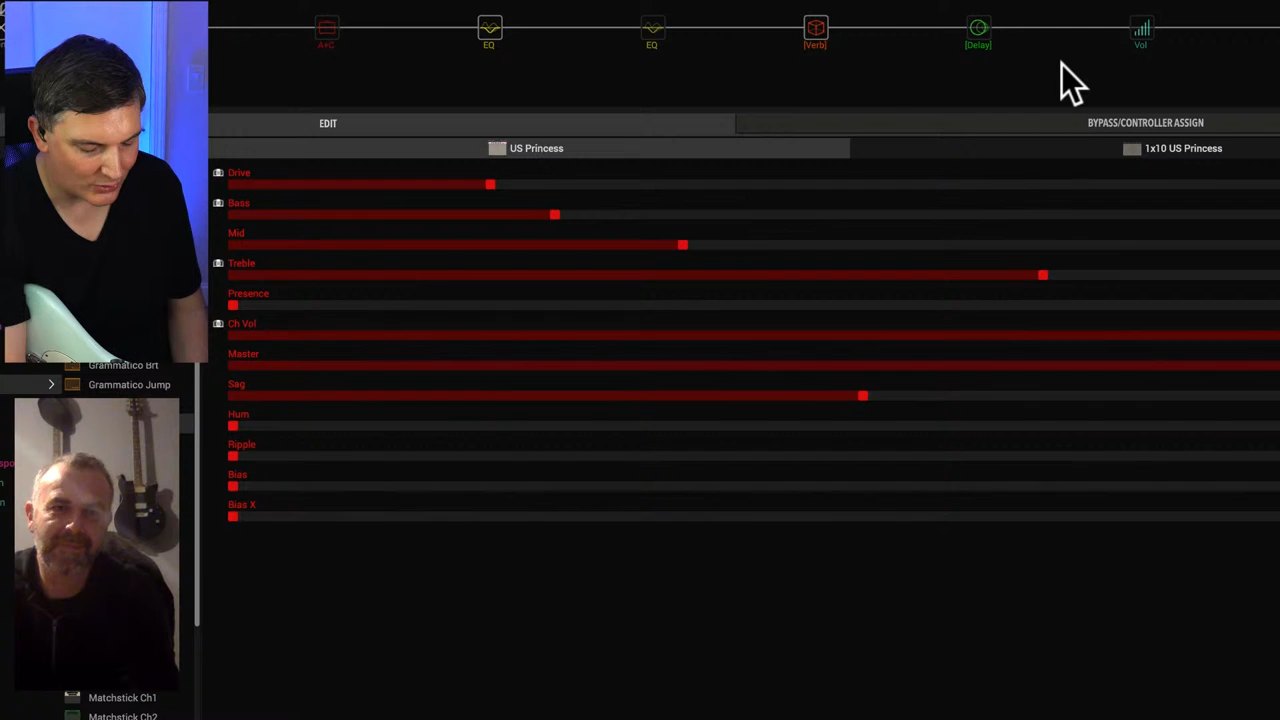 A+C
EQ
EQ
[Verb]
[Delay]
Vol
EDIT
BYPASS/CONTROLLER ASSIGN
US Princess
1x10 US Princess
Drive
Bass
Mid
Treble
Presence
Ch Vol
Master
Sag
Hum
Ripple
Bias
Bias X
Grammatico Brt
Grammatico Jump
Matchstick Ch1
Matchstick Ch2